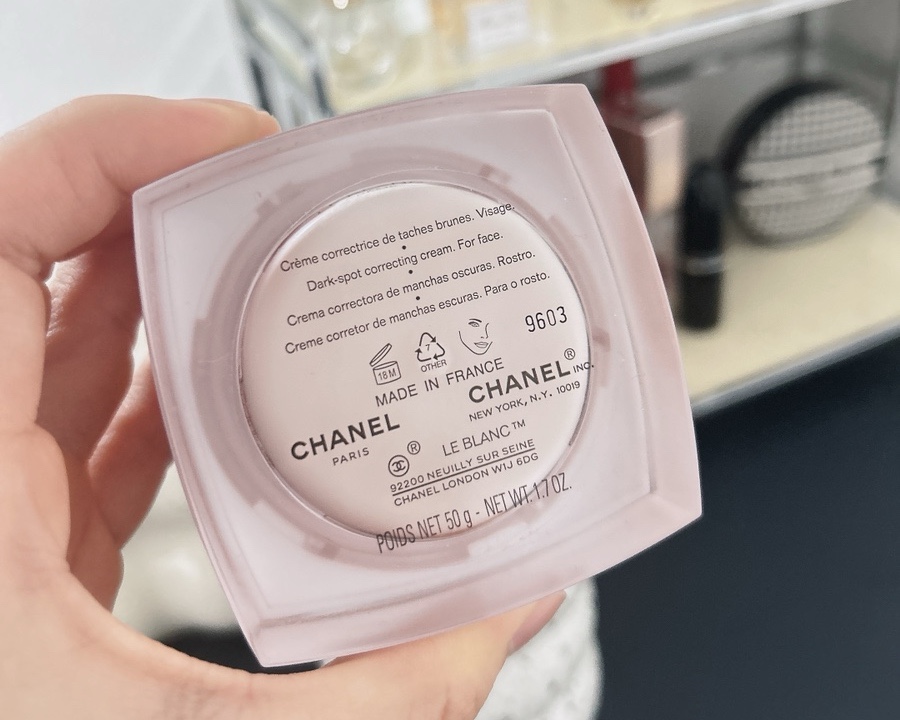 Crème correctrice de taches brunes. Visage.
•
Dark-spot correcting cream. For face.
•
Crema correctora de manchas oscuras. Rostro.
•
Creme corretor de manchas escuras. Para o rosto.
9603
18 M
7
OTHER
MADE IN FRANCE
CHANEL
PARIS
CHANEL® INC.
NEW YORK, N.Y. 10019
®
LE BLANC™
92200 NEUILLY SUR SEINE
CHANEL LONDON W1J 6DG
POIDS NET 50 g - NET WT. 1.7 OZ.